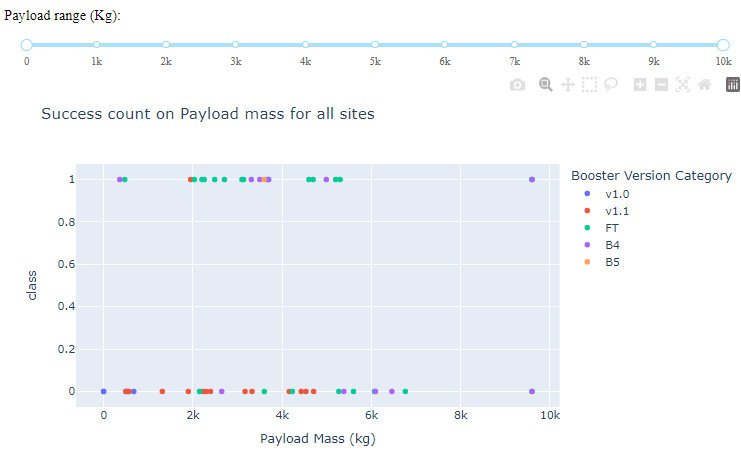 Payload range (Kg):
0 1k 2k 3k 4k 5k 6k 7k 8k 9k 10k
Success count on Payload mass for all sites
Booster Version Category
v1.0
v1.1
FT
B4
B5
1
0.8
0.6
0.4
0.2
0
class
0 2k 4k 6k 8k 10k
Payload Mass (kg)